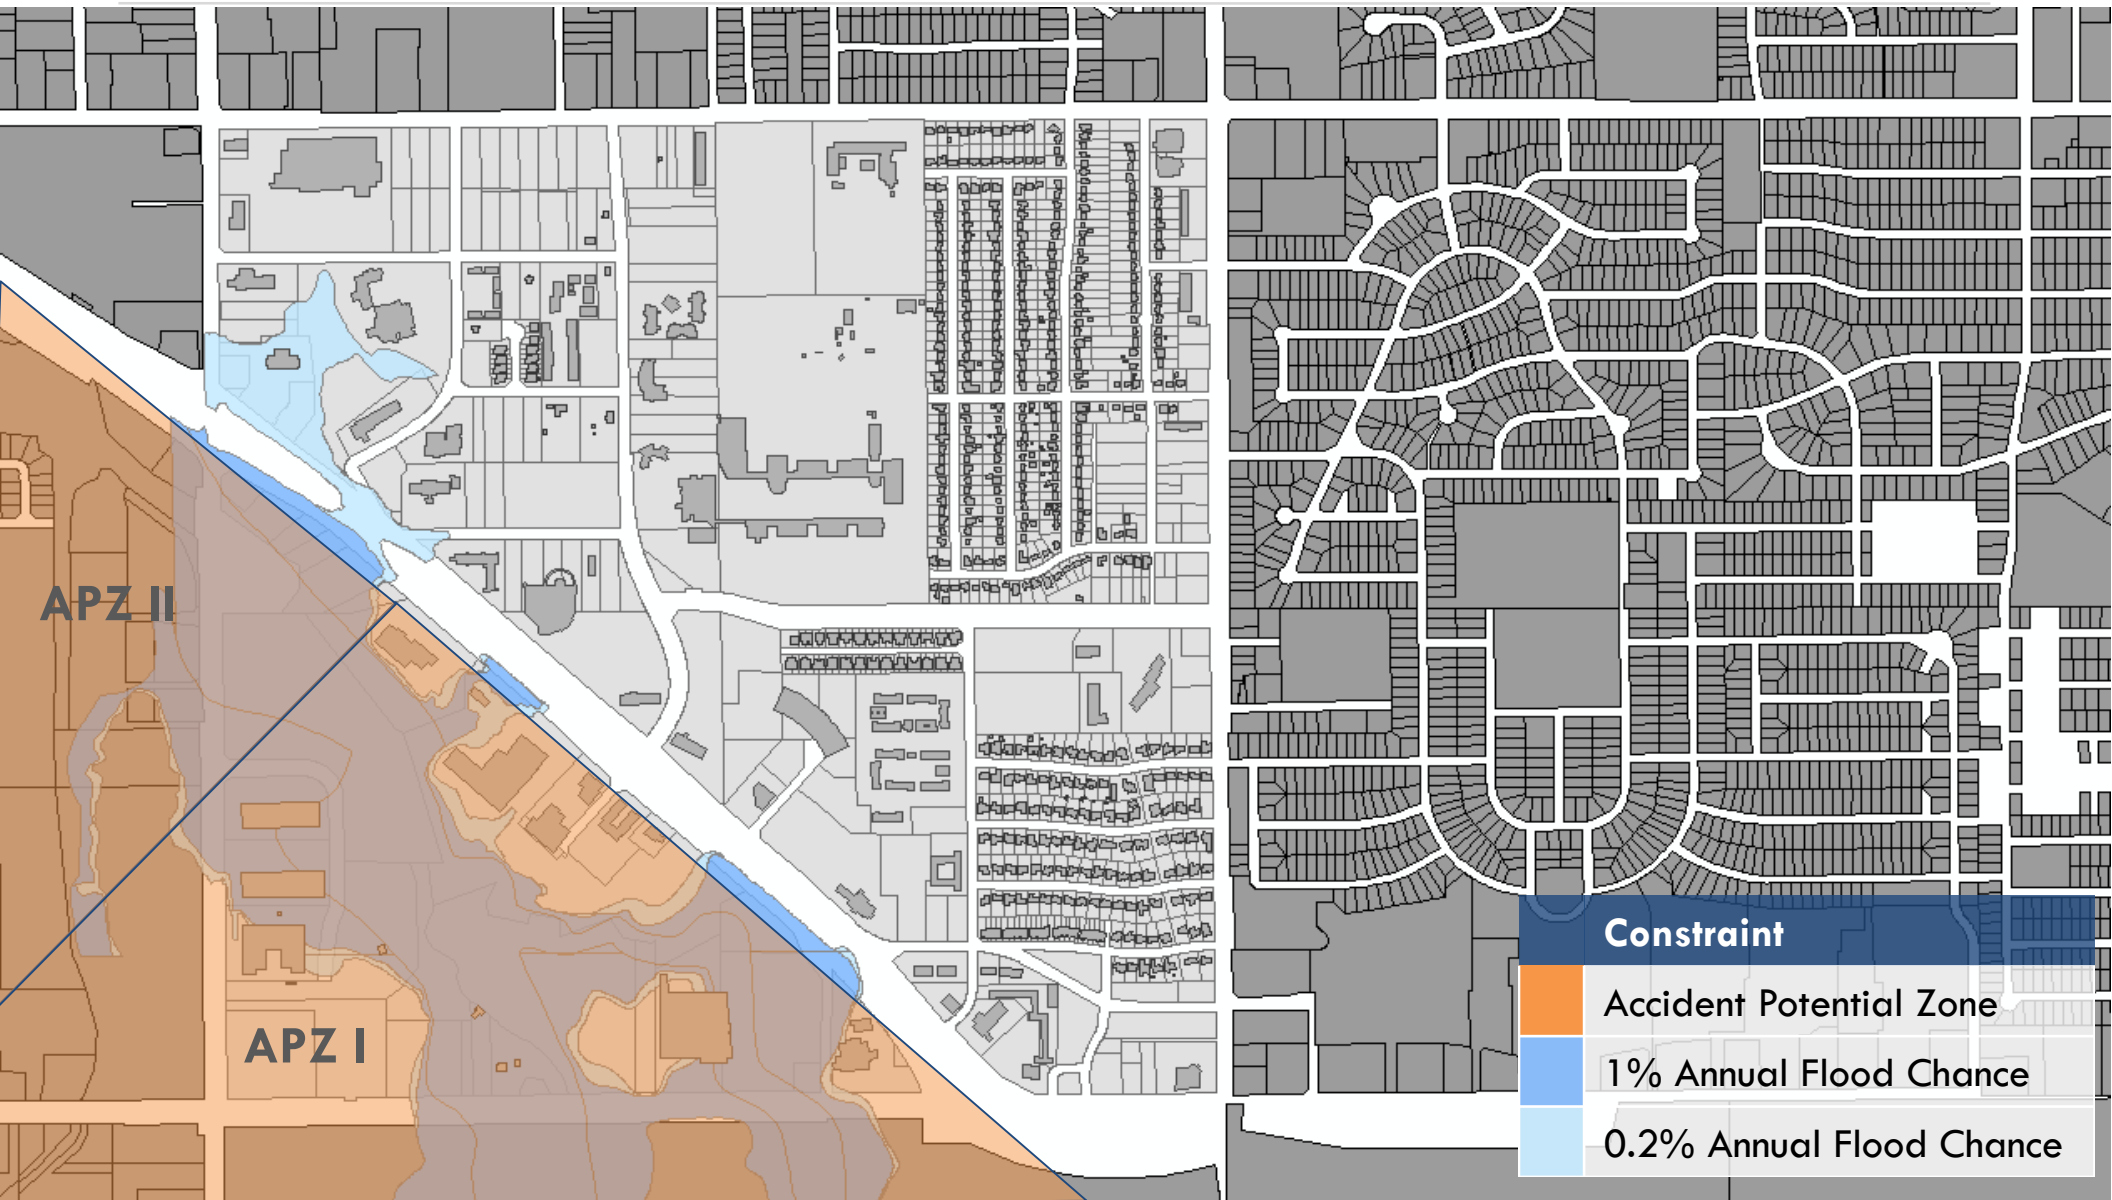 APZ II
APZ I
Constraint
Accident Potential Zone
1% Annual Flood Chance
0.2% Annual Flood Chance